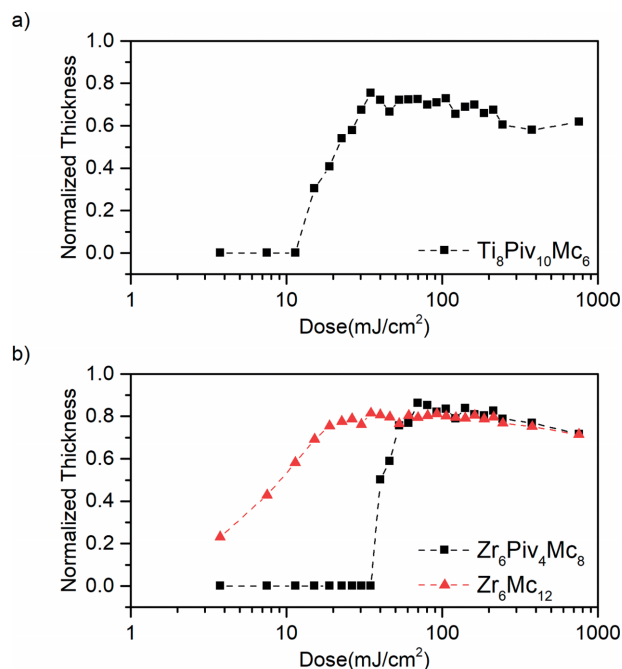 a)
1.0
0.8
0.6
0.4
0.2
0.0
Normalized Thickness
Ti₈Piv₁₀Mc₆
1 10 100 1000
Dose(mJ/cm²)
b)
1.0
0.8
0.6
0.4
0.2
0.0
Normalized Thickness
Zr₆Piv₄Mc₈
Zr₆Mc₁₂
1 10 100 1000
Dose(mJ/cm²)